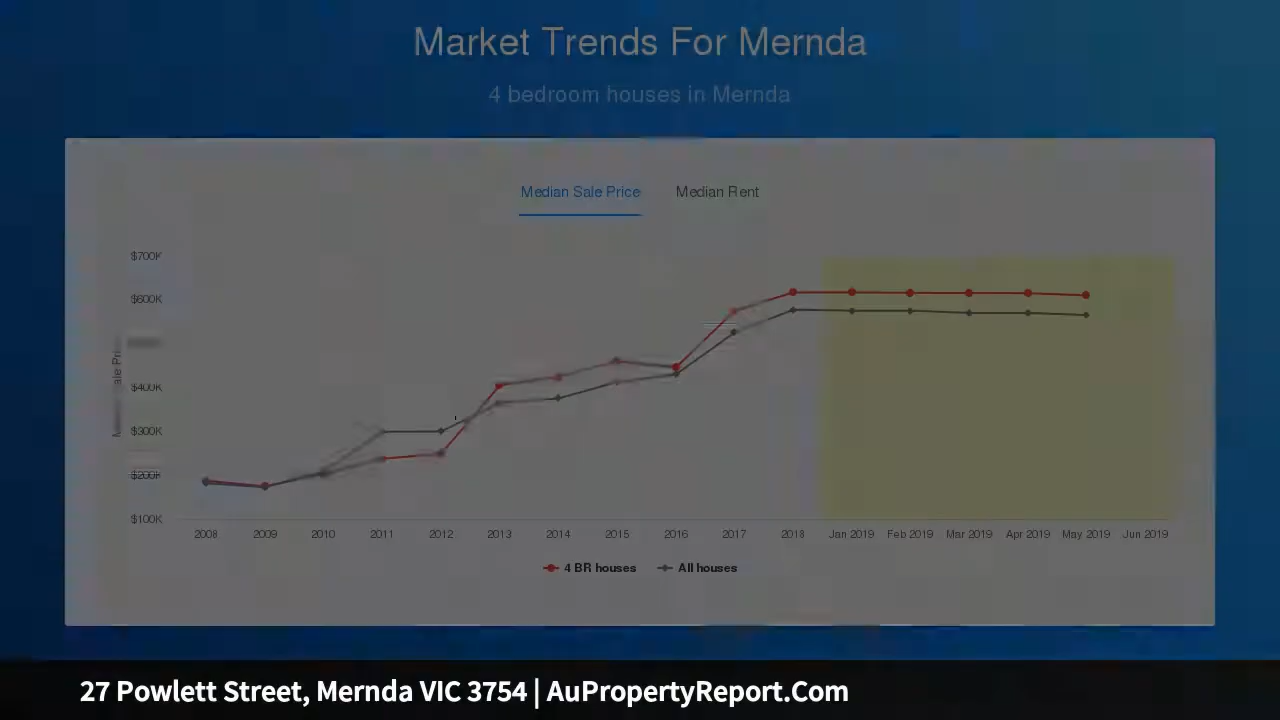 Market Trends For Mernda
4 bedroom houses in Mernda
Median Sale Price Median Rent
$700K
$600K
$400K
$300K
$200K
$100K
2008 2009 2010 2011 2012 2013 2014 2015 2016 2017 2018 Jan 2019 Feb 2019 Mar 2019 Apr 2019 May 2019 Jun 2019
4 BR houses All houses
27 Powlett Street, Mernda VIC 3754 | AuPropertyReport.Com